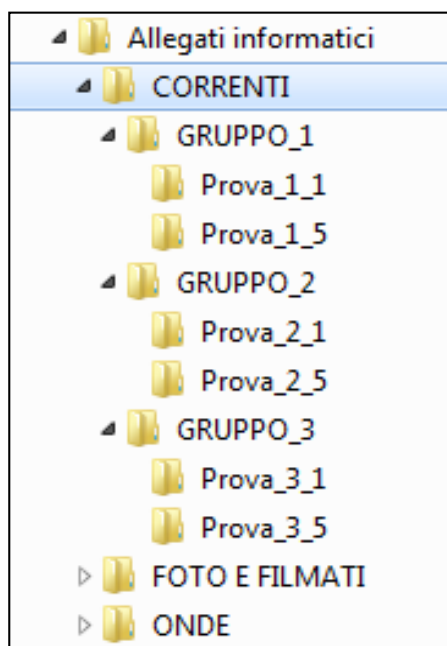 Allegati informatici
CORRENTI
GRUPPO_1
Prova_1_1
Prova_1_5
GRUPPO_2
Prova_2_1
Prova_2_5
GRUPPO_3
Prova_3_1
Prova_3_5
FOTO E FILMATI
ONDE